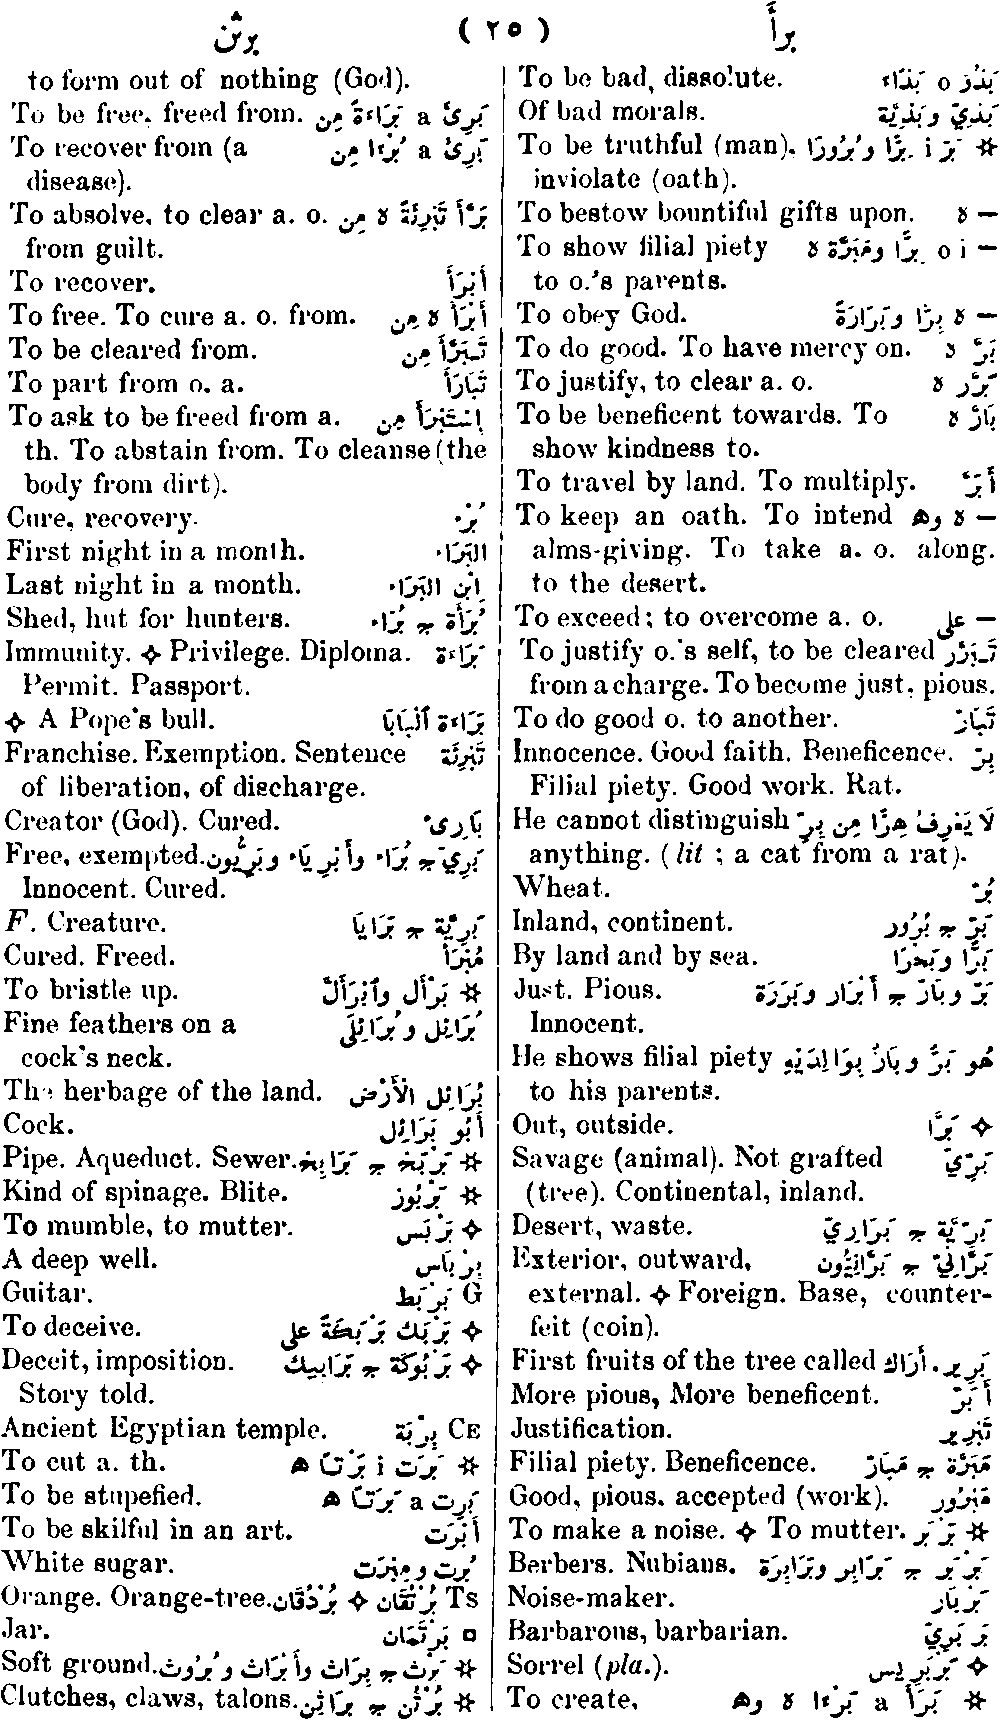 برثن ( ٢٥ ) برأ
To be bad, dissolute. بَذُؤ o بَذَاء
Of bad morals. بَذِيّ وبَذِيَّة
To be truthful (man), بَرّ i بِرًّا وبُرُورًا ✲
inviolate (oath).
To bestow bountiful gifts upon. ه —
To show filial piety o i بِرًّا ومَبَرَّة ه —
to o.'s parents.
To obey God. ه بِرًّا وبَرَارَةً —
To do good. To have mercy on. بَرَّ ه
To justify, to clear a. o. بَرَّر ه
To be beneficent towards. To بَارَّ ه
show kindness to.
To travel by land. To multiply. أَبَرَّ
To keep an oath. To intend ه وه —
alms-giving. To take a. o. along.
to the desert.
To exceed; to overcome a. o. على —
To justify o.'s self, to be cleared تَبَرَّر
from a charge. To become just, pious.
To do good o. to another. تَبَارَّ
Innocence. Good faith. Beneficence. بِرّ
Filial piety. Good work. Rat.
He cannot distinguish لَا يَعْرِفُ هِرًّا مِن بِرّ
anything. (lit ; a cat from a rat).
Wheat. بُرّ
Inland, continent. بَرّ ج بُرُور
By land and by sea. بَرًّا وبَحْرًا
Just. Pious. بَرّ وبَارّ ج أَبْرَار وبَرَرَة
Innocent.
He shows filial piety هُو بَرٌّ وبَارٌّ بِوَالِدَيْهِ
to his parents.
Out, outside. بَرَّا ✧
Savage (animal). Not grafted بَرِّيّ
(tree). Continental, inland.
Desert, waste. بَرِّيَّة ج بَرَارِيّ
Exterior, outward, بَرَّانِيّ ج بَرَّانِيُّون
external. ✧ Foreign. Base, counter-
feit (coin).
First fruits of the tree called أَرَاك. بَرِير
More pious, More beneficent. أَبَرّ
Justification. تَبْرِير
Filial piety. Beneficence. مَبَرَّة ج مَبَارّ
Good, pious. accepted (work). مَبْرُور
To make a noise. ✧ To mutter. بَرْبَر ✲
Berbers. Nubians. بَرْبَر ج بَرَابِر وبَرَابِرَة
Noise-maker. بَرْبَار
Barbarous, barbarian. بَرْبَرِيّ
Sorrel (pla.). بَرْبَرِيس ✧
To create, بَرَأَ a بَرْءًا ه وه ✲
to form out of nothing (God).
To be free, freed from. بَرِئَ a بَرَاءَةً مِن
To recover from (a بَرِئَ a بُرْءًا مِن
disease).
To absolve, to clear a. o. بَرَّأَ تَبْرِئَةً ه مِن
from guilt.
To recover. أَبْرَأَ
To free. To cure a. o. from. أَبْرَأَ ه مِن
To be cleared from. تَبَرَّأَ مِن
To part from o. a. تَبَارَأَ
To ask to be freed from a. إِسْتَبْرَأَ مِن
th. To abstain from. To cleanse (the
body from dirt).
Cure, recovery. بُرْء
First night in a month. البَرَاء
Last night in a month. اِبْن البَرَاء
Shed, hut for hunters. بُرْأَة ج بُرَاء
Immunity. ✧ Privilege. Diploma. بَرَاءَة
Permit. Passport.
✧ A Pope's bull. بَرَاءَة ٱلْبَابَا
Franchise. Exemption. Sentence تَبْرِئَة
of liberation, of discharge.
Creator (God). Cured. بَارِئ
Free, exempted. بَرِيّ ج بُرَاء وأَبْرِيَاء وبَرِيُّون
Innocent. Cured.
F. Creature. بَرِيَّة ج بَرَايَا
Cured. Freed. مُبْرَأ
To bristle up. بَرْأَل وٱبْرَأَلَّ ✲
Fine feathers on a بُرَائِل وبُرَائِلَى
cock's neck.
The herbage of the land. بُرَائِل الأَرْض
Cock. أَبُو بَرَائِل
Pipe. Aqueduct. Sewer. بَرْبَخ ج بَرَابِخ ✲
Kind of spinage. Blite. بَرْبُوز ✲
To mumble, to mutter. بَرْبَس ✧
A deep well. بِرْبَاس
Guitar. بَرْبَط G
To deceive. بَرْبَك بَرْبَكَةً على ✧
Deceit, imposition. بَرْبُوكَة ج بَرَابِيك ✧
Story told.
Ancient Egyptian temple. بِرْبَة CE
To cut a. th. بَرَت i بَرْتًا ه ✲
To be stupefied. بَرِت a بَرَتًا ه
To be skilful in an art. أَبْرَت
White sugar. بُرت ومِبْرَت
Orange. Orange-tree. بُرْتُقَان ✧ بُرْدُقَان Ts
Jar. بَرْتَمَان ▫
Soft ground. بَرْث ج بِرَاث وأَبْرَاث وبُرُوث ✲
Clutches, claws, talons. بُرْثُن ج بَرَاثِن ✲